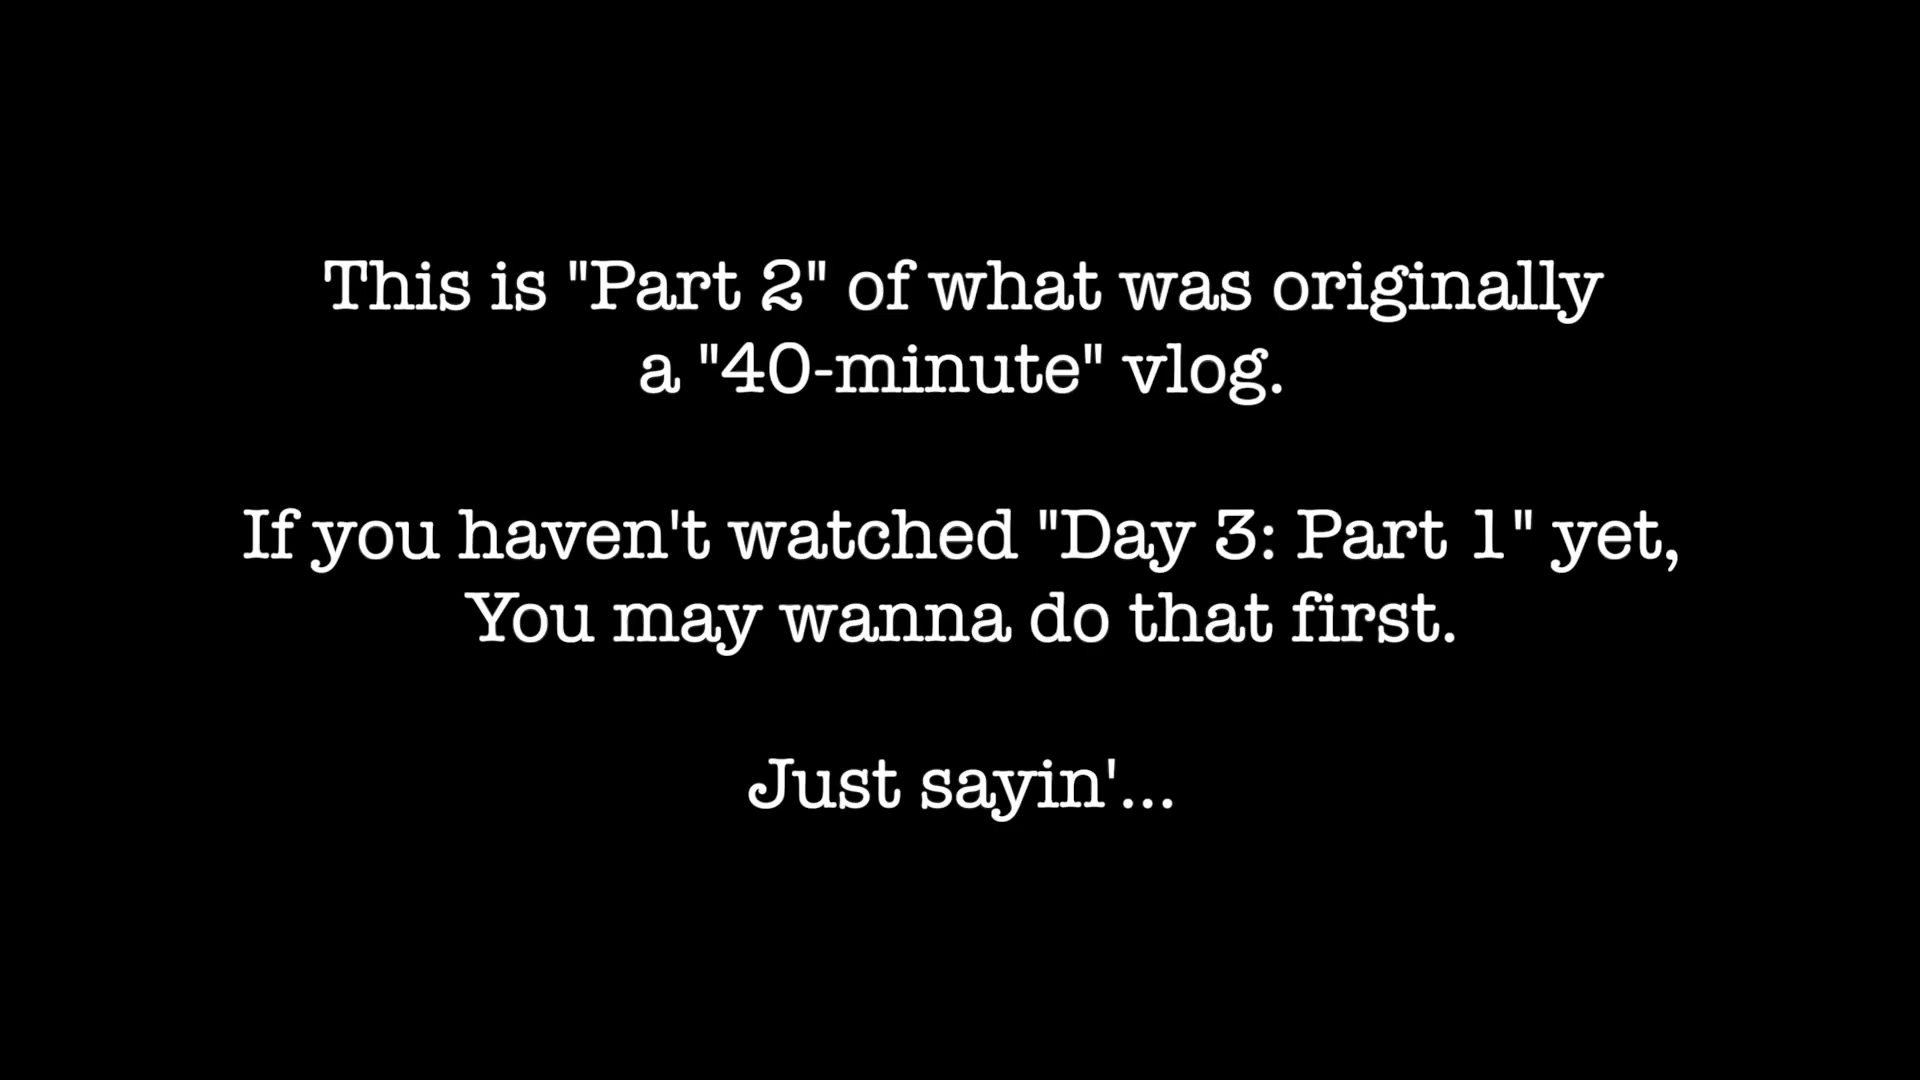 This is "Part 2" of what was originally
a "40-minute" vlog.
If you haven't watched "Day 3: Part 1" yet,
You may wanna do that first.
Just sayin'...